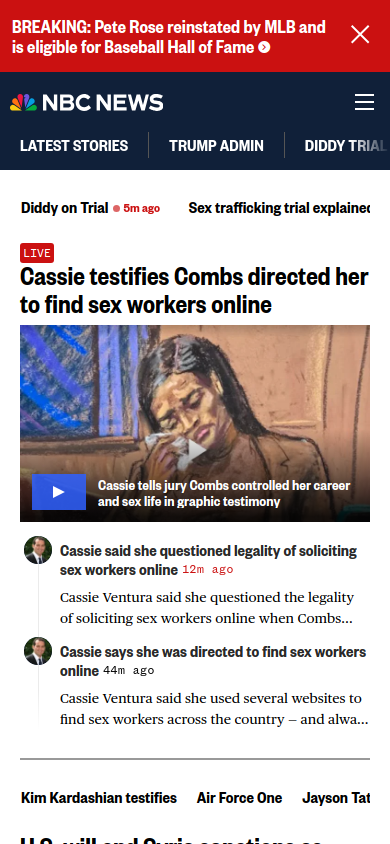 BREAKING: Pete Rose reinstated by MLB and
is eligible for Baseball Hall of Fame
NBC NEWS
LATEST STORIES
TRUMP ADMIN
DIDDY TRIAL
Diddy on Trial 5m ago
Sex trafficking trial explained
LIVE
Cassie testifies Combs directed her
to find sex workers online
Cassie tells jury Combs controlled her career
and sex life in graphic testimony
Cassie said she questioned legality of soliciting
sex workers online 12m ago
Cassie Ventura said she questioned the legality
of soliciting sex workers online when Combs...
Cassie says she was directed to find sex workers
online 44m ago
Cassie Ventura said she used several websites to
find sex workers across the country — and alwa...
Kim Kardashian testifies
Air Force One
Jayson Tat
U.S. will end Syria sanctions as